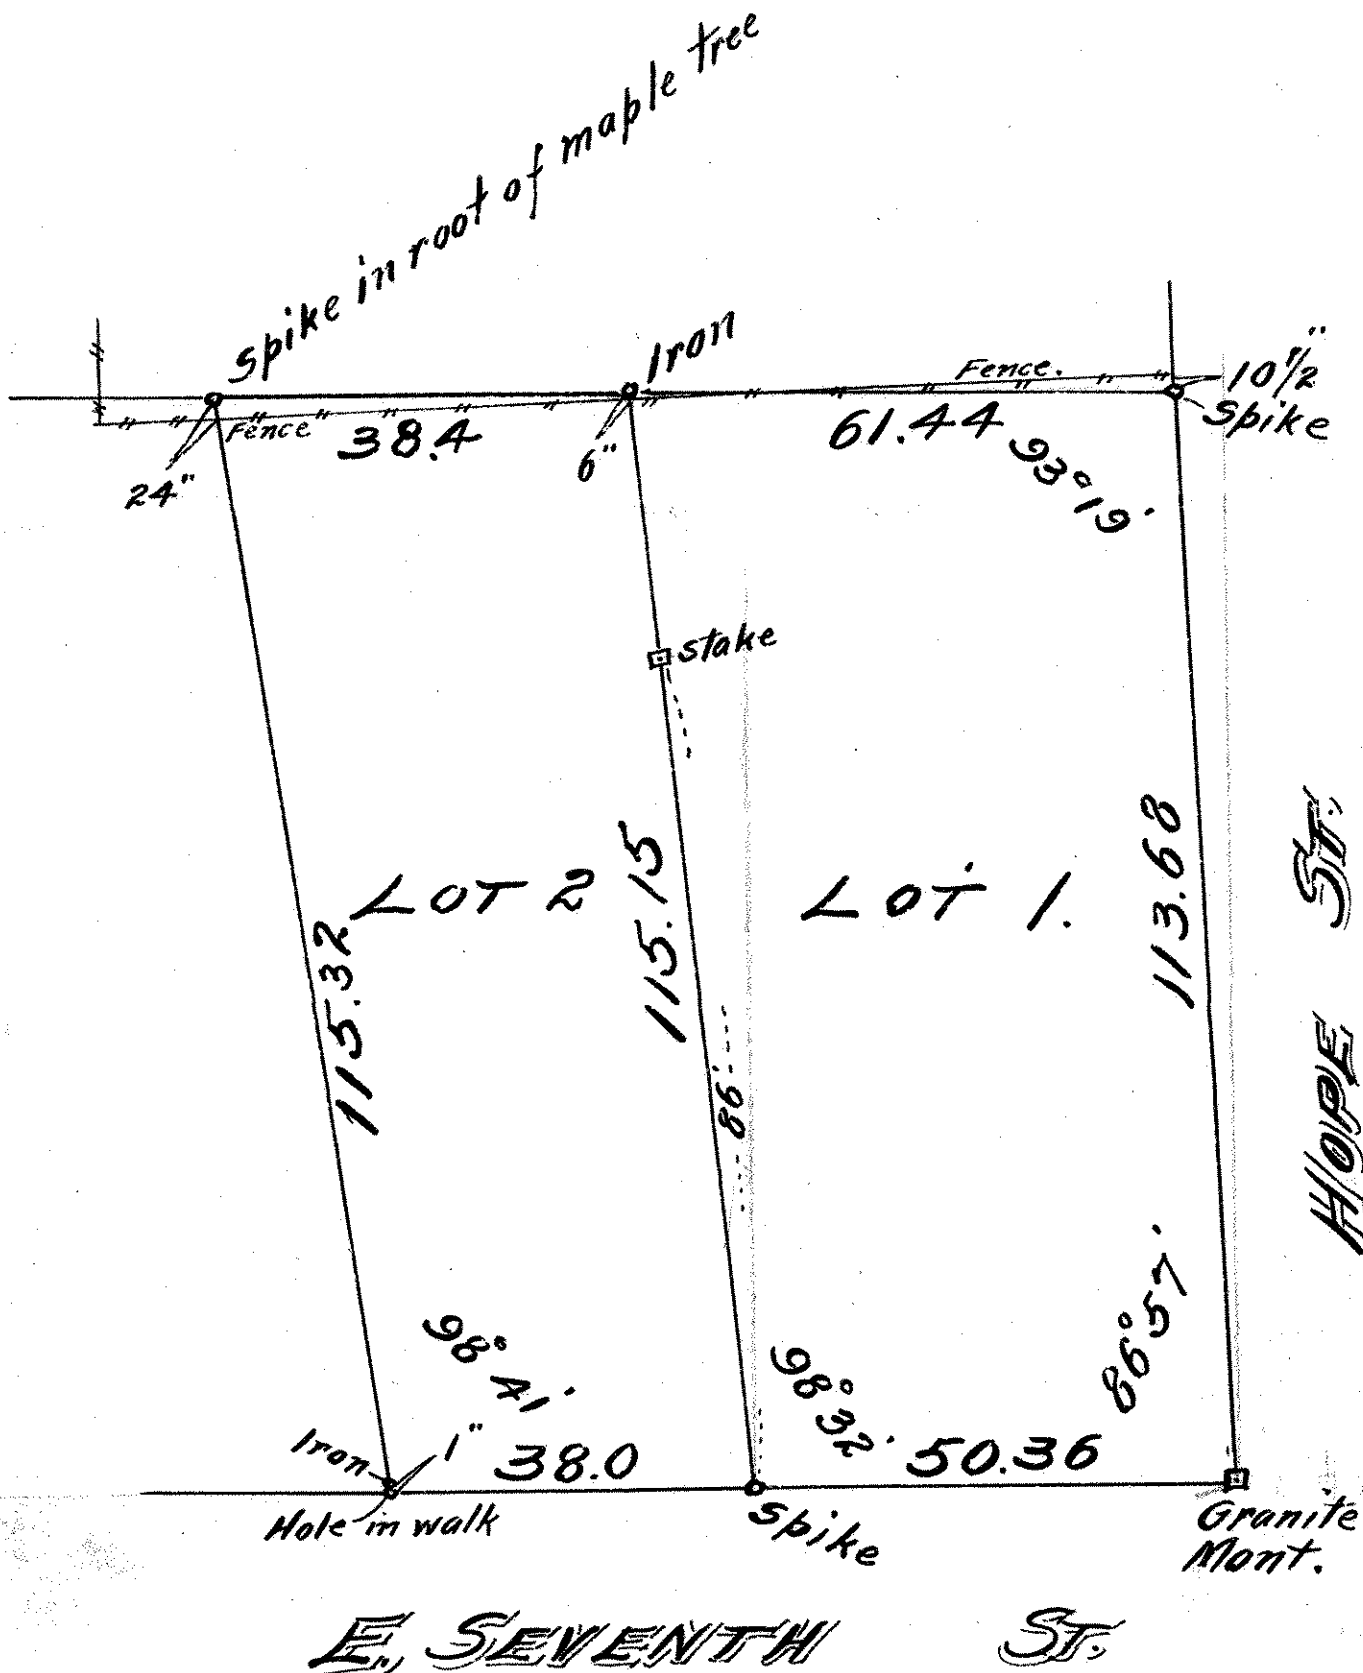 Spike in root of maple tree
Iron
Fence.
10 1/2"
Spike
Fence
38.4
61.44
24"
6"
93° 19'
Stake
LOT 2
115.15
LOT 1.
113.68
115.32
86'
HOPE ST.
98° 41'
98° 32'
86° 57'
Iron
1"
38.0
50.36
Hole in walk
Spike
Granite
Mont.
E. SEVENTH ST.